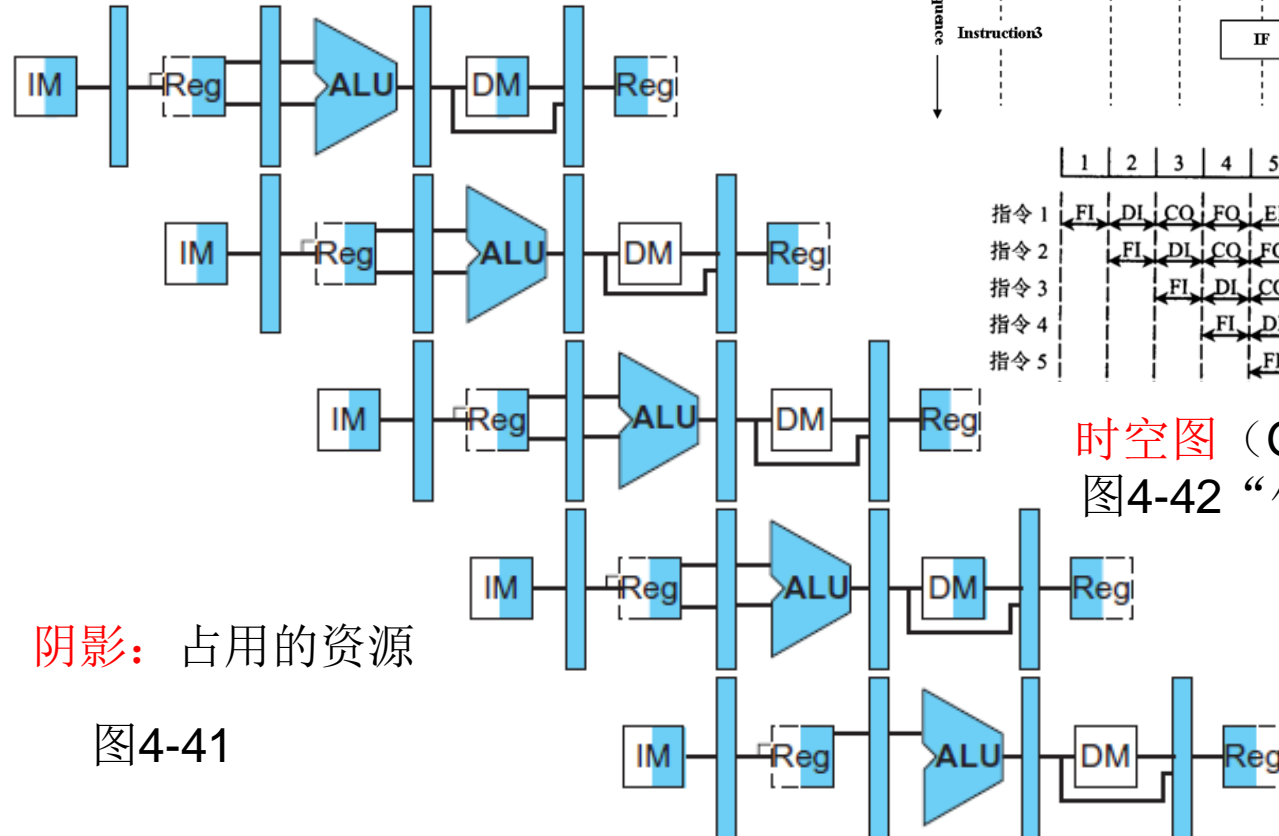 IM Reg ALU DM Reg
IM Reg ALU DM Reg
IM Reg ALU DM Reg
IM Reg ALU DM Reg
IM Reg ALU DM Reg
阴影：占用的资源
图4-41
Instruction3
IF
1 2 3 4 5
指令 1 FI DI CO FO
指令 2 FI DI CO
指令 3 FI DI
指令 4 FI
指令 5
时空图（
图4-42“